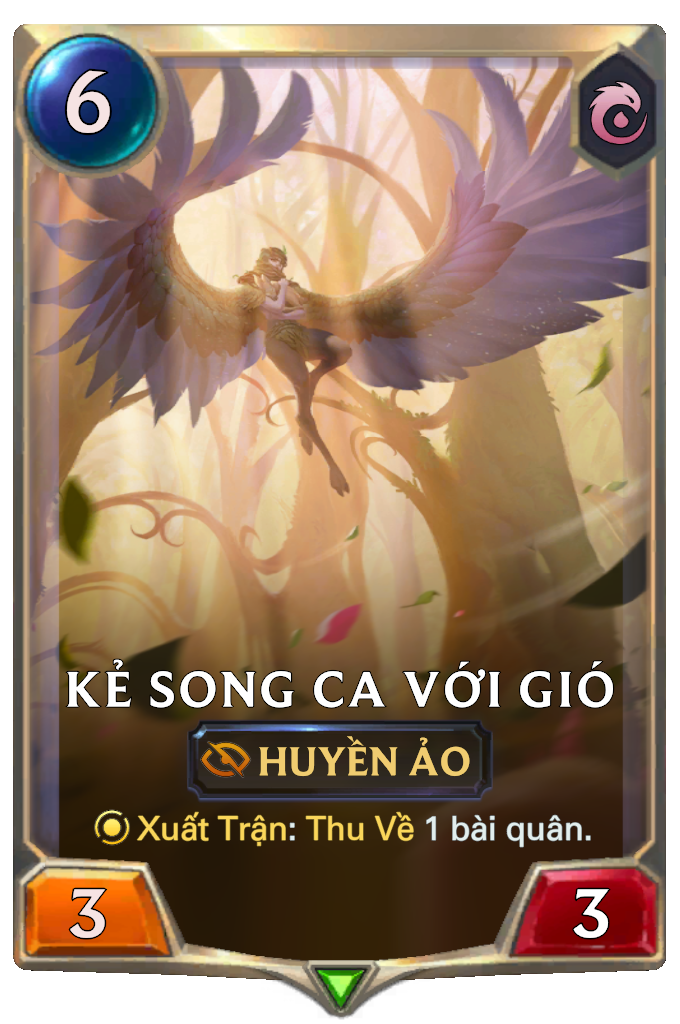 6
KẺ SONG CA VỚI GIÓ
HUYỀN ẢO
Xuất Trận: Thu Về 1 bài quân.
3
3